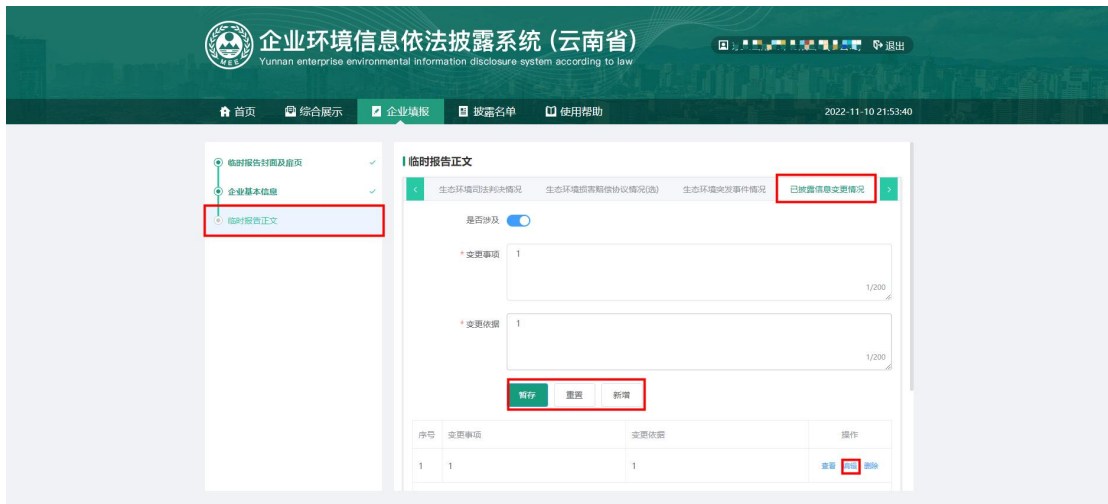 企业环境信息依法披露系统 (云南省)
Yunnan enterprise environmental information disclosure system according to law
MEE
退出
首页 综合展示 企业填报 披露名单 使用帮助 2022-11-10 21:53:40
临时报告封面及扉页
企业基本信息
临时报告正文
临时报告正文
< 生态环境司法判决情况 生态环境损害赔偿协议情况(选) 生态环境突发事件情况 已披露信息变更情况 >
是否涉及
* 变更事项 1
1/200
* 变更依据 1
1/200
暂存 重置 新增
序号 变更事项 变更依据 操作
1 1 1 查看 编辑 删除